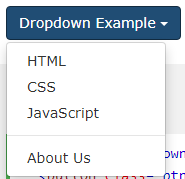 Dropdown Example
HTML
CSS
JavaScript
About Us